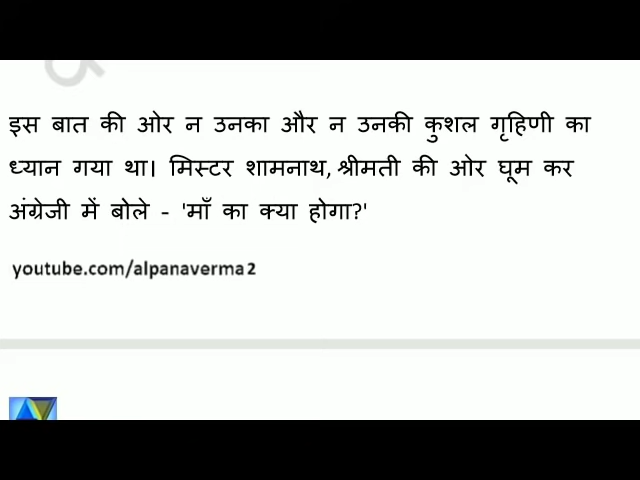 इस बात की ओर न उनका और न उनकी कुशल गृहिणी का
ध्यान गया था। मिस्टर शामनाथ, श्रीमती की ओर घूम कर
अंग्रेजी में बोले - 'माँ का क्या होगा?'
youtube.com/alpanaverma2